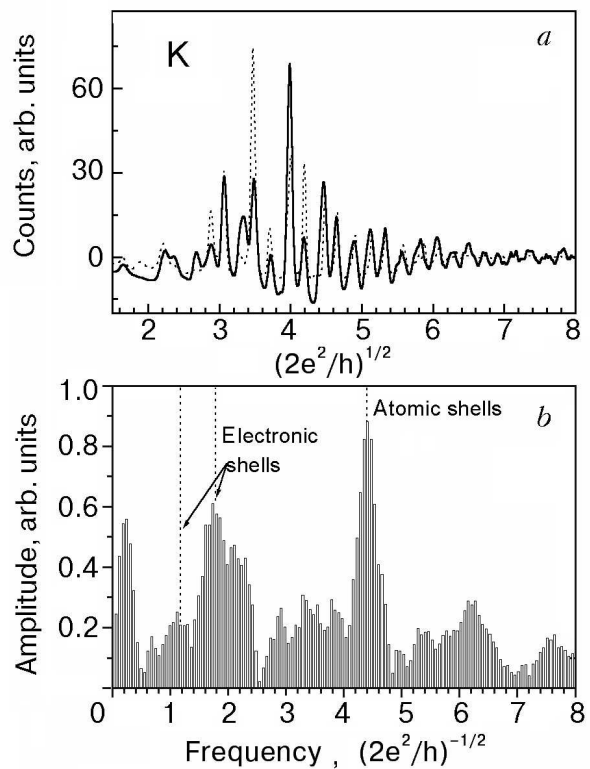 K
a
Counts, arb. units
60
30
0
2 3 4 5 6 7 8
(2e²/h)^1/2
b
Amplitude, arb. units
1.0
0.8
0.6
0.4
0.2
Electronic
shells
Atomic shells
0 1 2 3 4 5 6 7 8
Frequency , (2e²/h)^-1/2